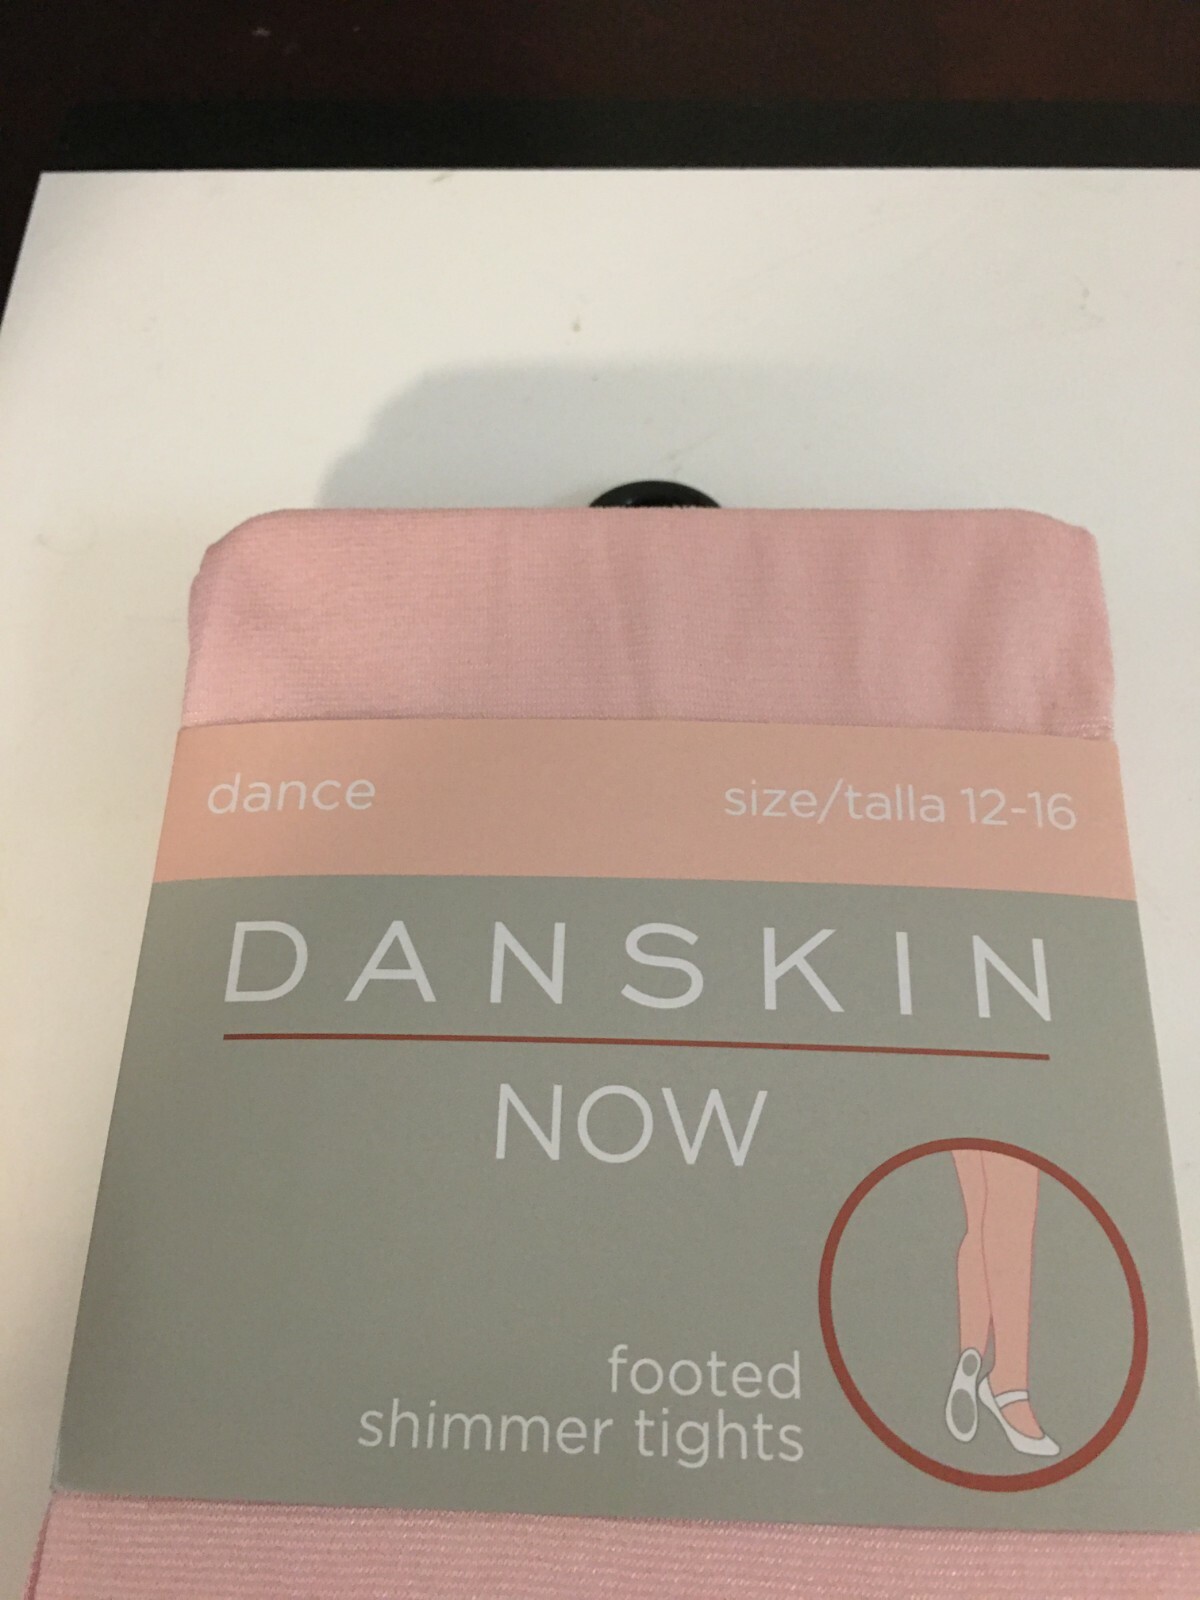 dance size/talla 12-16
DANSKIN
NOW
footed
shimmer tights